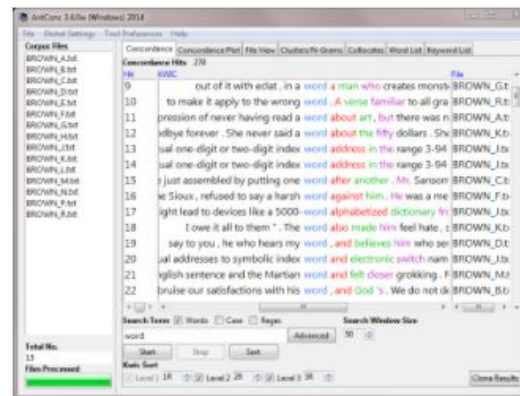 AntConc 3.4.0w (Windows) 2014
File Global Settings Tool Preferences Help
Corpus Files
BROWN_A.txt
BROWN_B.txt
BROWN_C.txt
BROWN_D.txt
BROWN_E.txt
BROWN_F.txt
BROWN_G.txt
BROWN_H.txt
BROWN_J.txt
BROWN_K.txt
BROWN_L.txt
BROWN_M.txt
BROWN_N.txt
BROWN_P.txt
BROWN_R.txt
Total No.
Files Processed
Concordance Concordance Plot File View Clusters/N-Grams Collocates Word List Keyword List
Concordance Hits 270
Hit KWIC File
9 out of it with eclat , in a word a man who creates monst BROWN_G.t
10 to make it apply to the wrong word . A verse familiar to all gra BROWN_R.t
11 pression of never having read a word about art , but there was n BROWN_A.t
12 dbye forever . She never said a word about the fifty dollars . She BROWN_K.t
13 ual one-digit or two-digit index word address in the range 3-94 BROWN_J.tx
14 ual one-digit or two-digit index word address in the range 3-94 BROWN_J.tx
15 just assembled by putting one word after another . Mr. Sansom BROWN_C.t
16 e Sioux , refused to say a harsh word against him . He was a me BROWN_F.t
17 ight lead to devices like a 5000- word alphabetized dictionary fr BROWN_J.tx
18 I owe it all to them " . The word also made him feel hate , BROWN_K.t
19 say to you , he who hears my word , and believes him who se BROWN_D.t
20 ual addresses to symbolic index word and electronic switch nam BROWN_J.tx
21 glish sentence and the Martian word and felt closer grokking . BROWN_M.t
22 bruise our satisfactions with his word , and God 's . We do not d BROWN_B.t
Search Term Words Case Regex Search Window Size
word Advanced 50
Start Stop Sort
Kwic Sort
Level 1 1R Level 2 2R Level 3 3R Clone Results